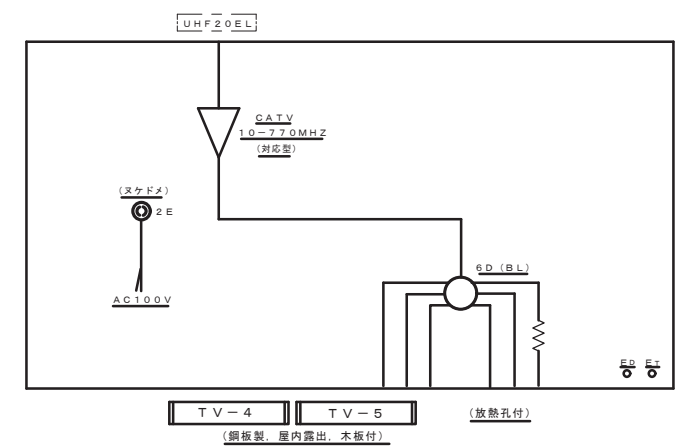 UHF20EL
CATV
10-770MHZ
(対応型)
(ヌケドメ)
2E
AC100V
6D(BL)
ED ET
TV-4 TV-5
(放熱孔付)
(鋼板製, 屋内露出, 木板付)